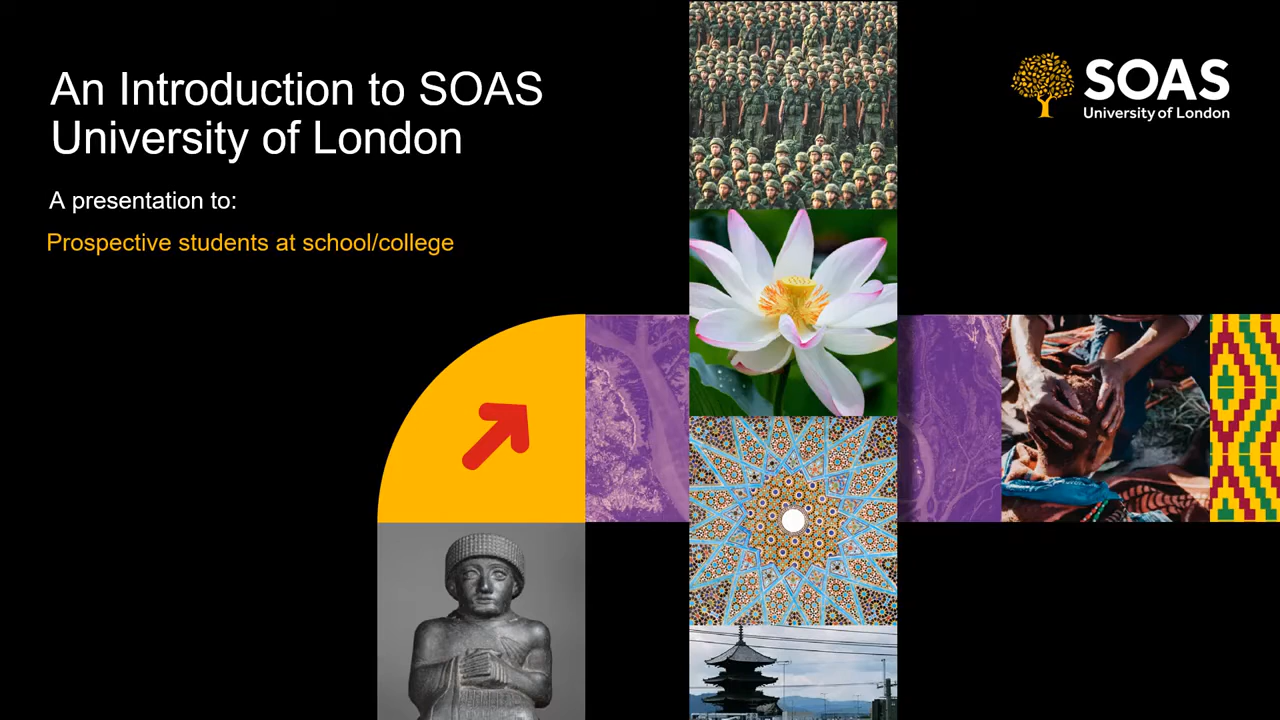 An Introduction to SOAS
University of London
A presentation to:
Prospective students at school/college
SOAS
University of London